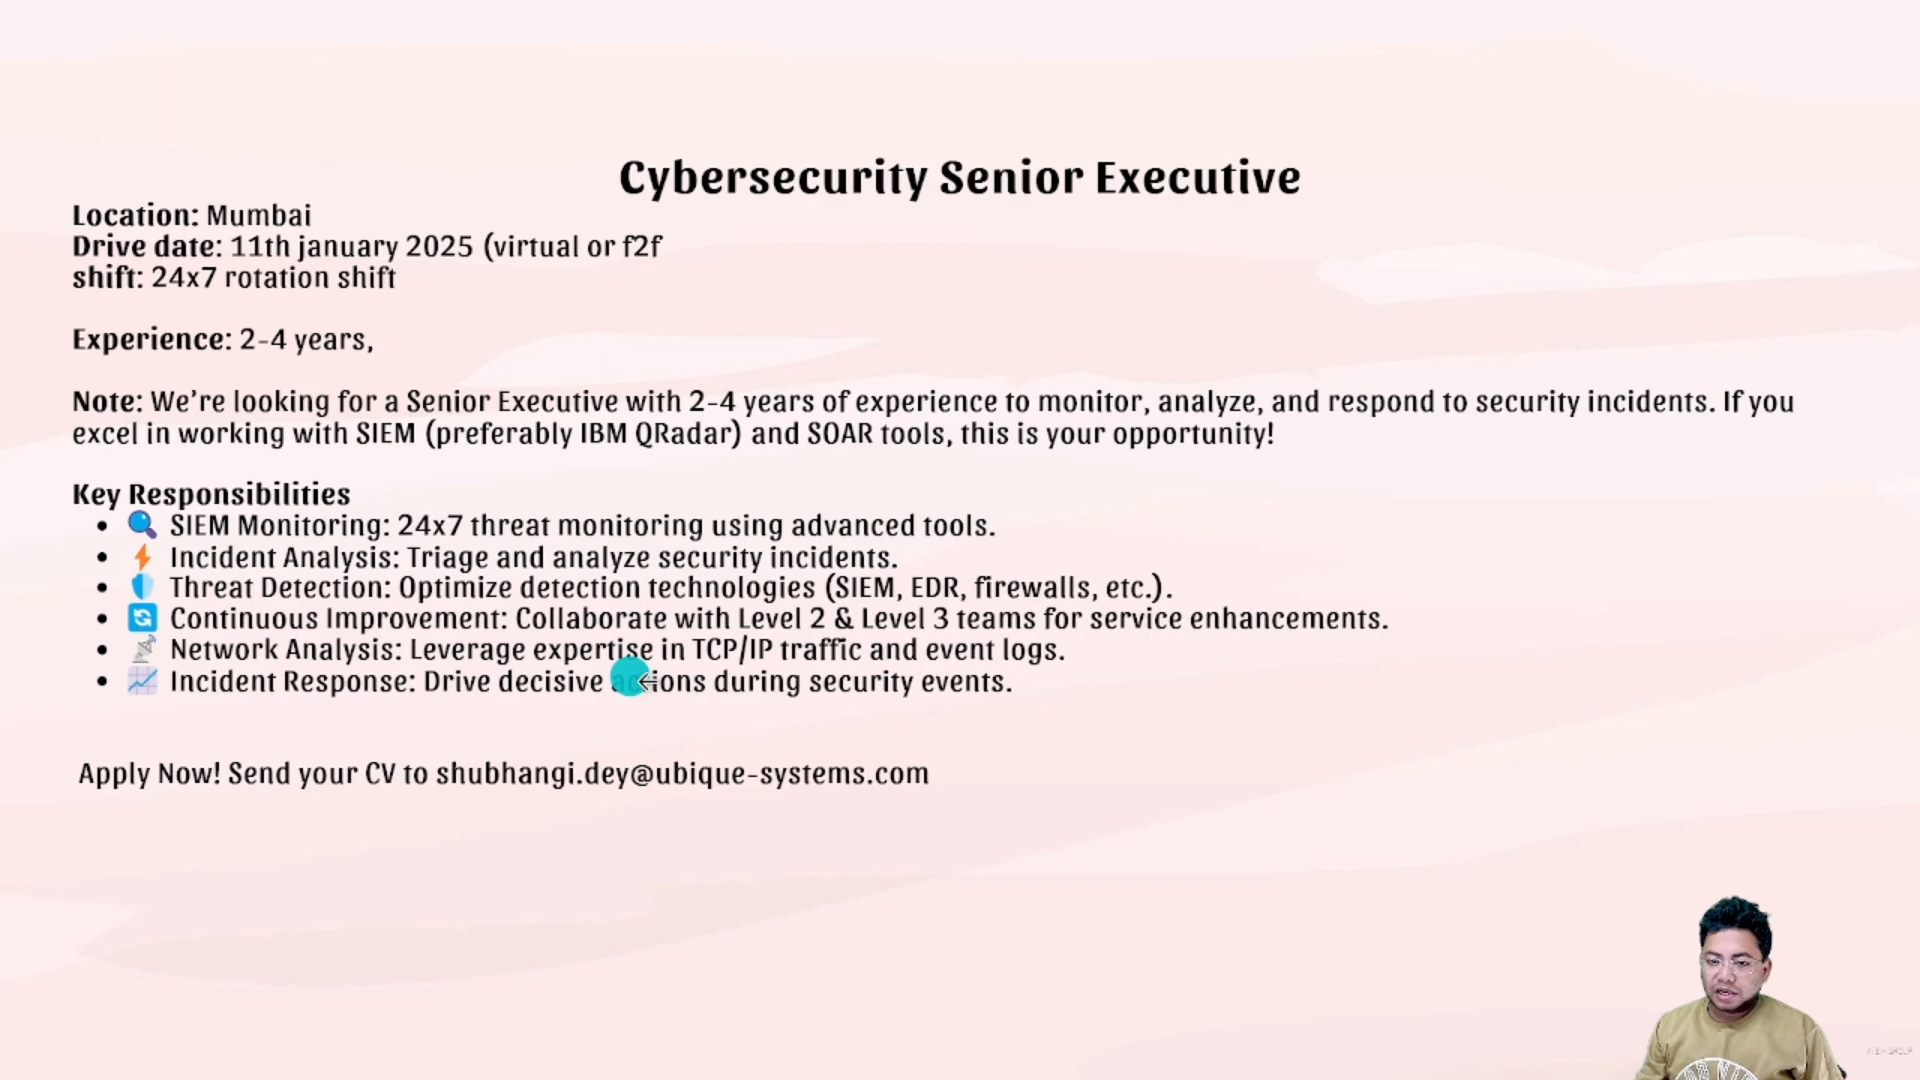 Cybersecurity Senior Executive
Location: Mumbai
Drive date: 11th january 2025 (virtual or f2f
shift: 24x7 rotation shift
Experience: 2-4 years,
Note: We're looking for a Senior Executive with 2-4 years of experience to monitor, analyze, and respond to security incidents. If you
excel in working with SIEM (preferably IBM QRadar) and SOAR tools, this is your opportunity!
Key Responsibilities
• 🔍 SIEM Monitoring: 24x7 threat monitoring using advanced tools.
• ⚡ Incident Analysis: Triage and analyze security incidents.
• 🛡️ Threat Detection: Optimize detection technologies (SIEM, EDR, firewalls, etc.).
• 🔄 Continuous Improvement: Collaborate with Level 2 & Level 3 teams for service enhancements.
• 📡 Network Analysis: Leverage expertise in TCP/IP traffic and event logs.
• 📈 Incident Response: Drive decisive actions during security events.
Apply Now! Send your CV to shubhangi.dey@ubique-systems.com